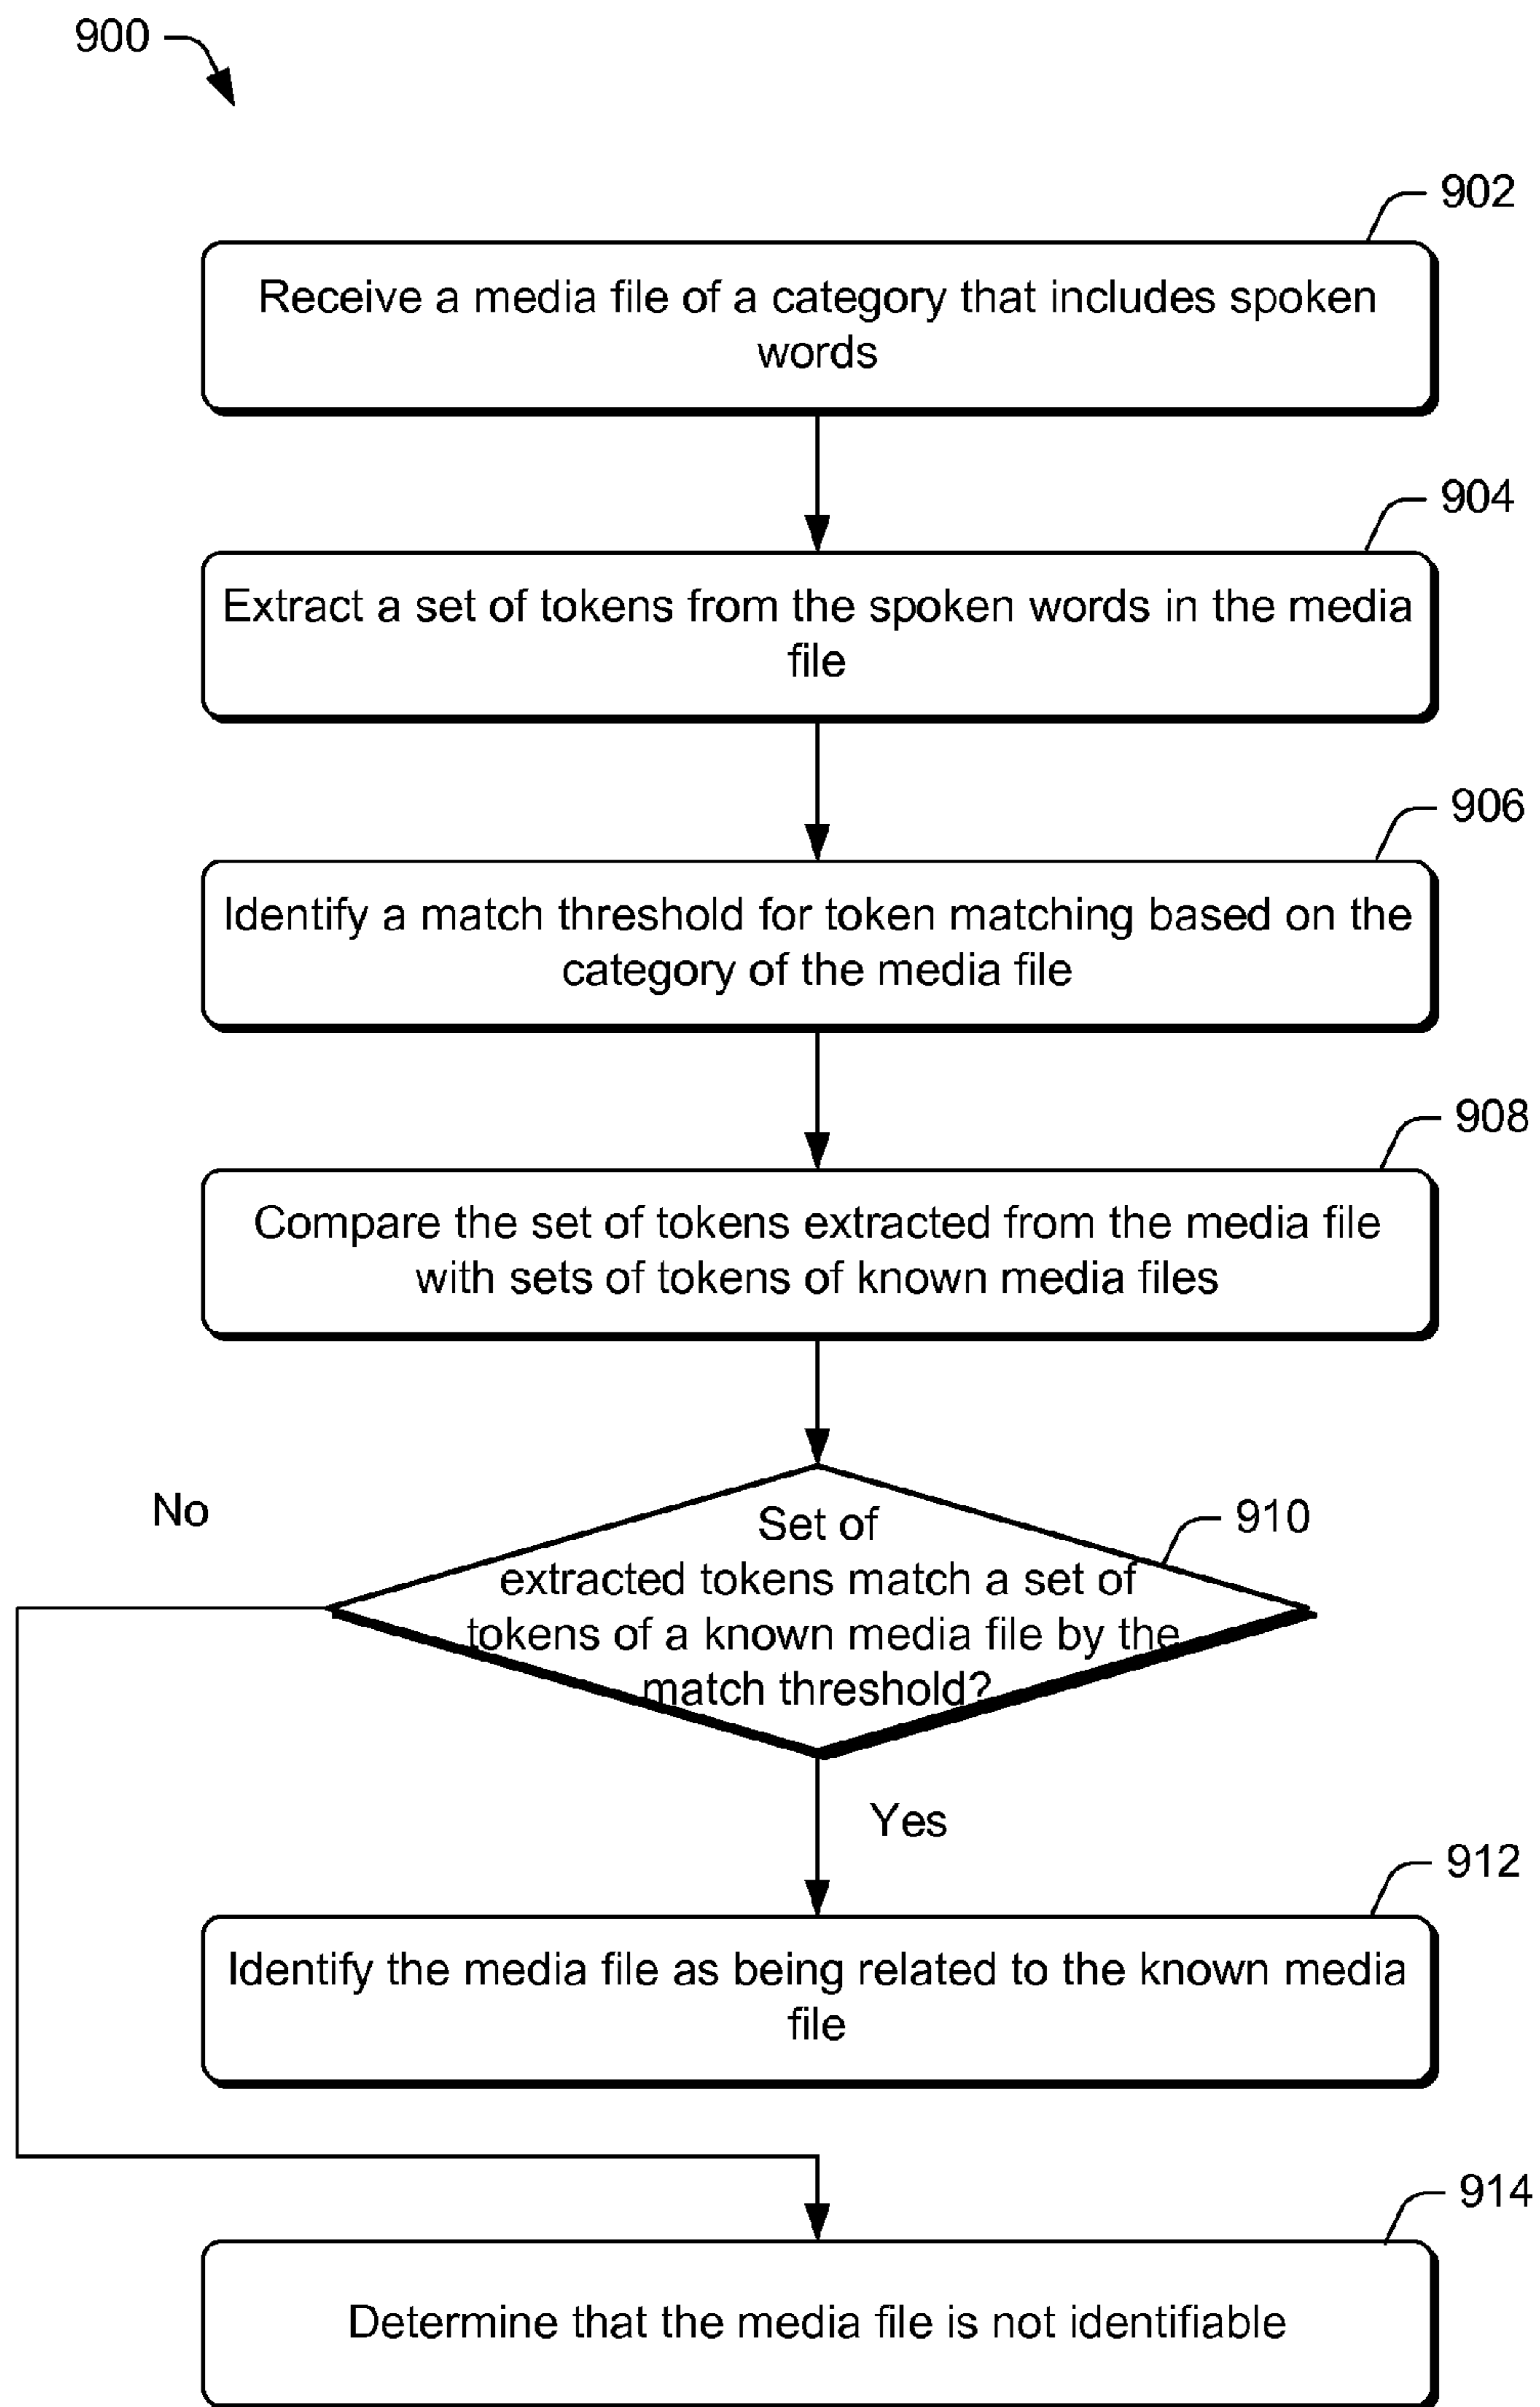 900
902
Receive a media file of a category that includes spoken
words
904
Extract a set of tokens from the spoken words in the media
file
906
Identify a match threshold for token matching based on the
category of the media file
908
Compare the set of tokens extracted from the media file
with sets of tokens of known media files
No
910
Set of
extracted tokens match a set of
tokens of a known media file by the
match threshold?
Yes
912
Identify the media file as being related to the known media
file
914
Determine that the media file is not identifiable